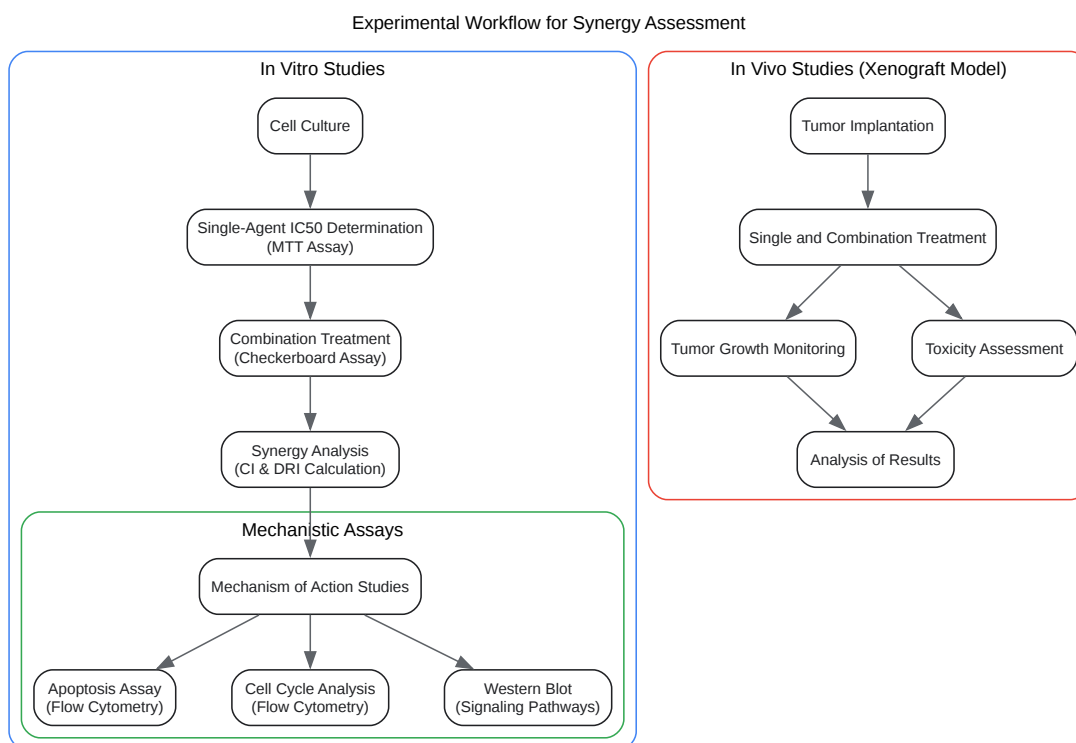 Experimental Workflow for Synergy Assessment
In Vitro Studies
Cell Culture
Single-Agent IC50 Determination
(MTT Assay)
Combination Treatment
(Checkerboard Assay)
Synergy Analysis
(CI & DRI Calculation)
Mechanistic Assays
Mechanism of Action Studies
Apoptosis Assay
(Flow Cytometry)
Cell Cycle Analysis
(Flow Cytometry)
Western Blot
(Signaling Pathways)
In Vivo Studies (Xenograft Model)
Tumor Implantation
Single and Combination Treatment
Tumor Growth Monitoring
Toxicity Assessment
Analysis of Results